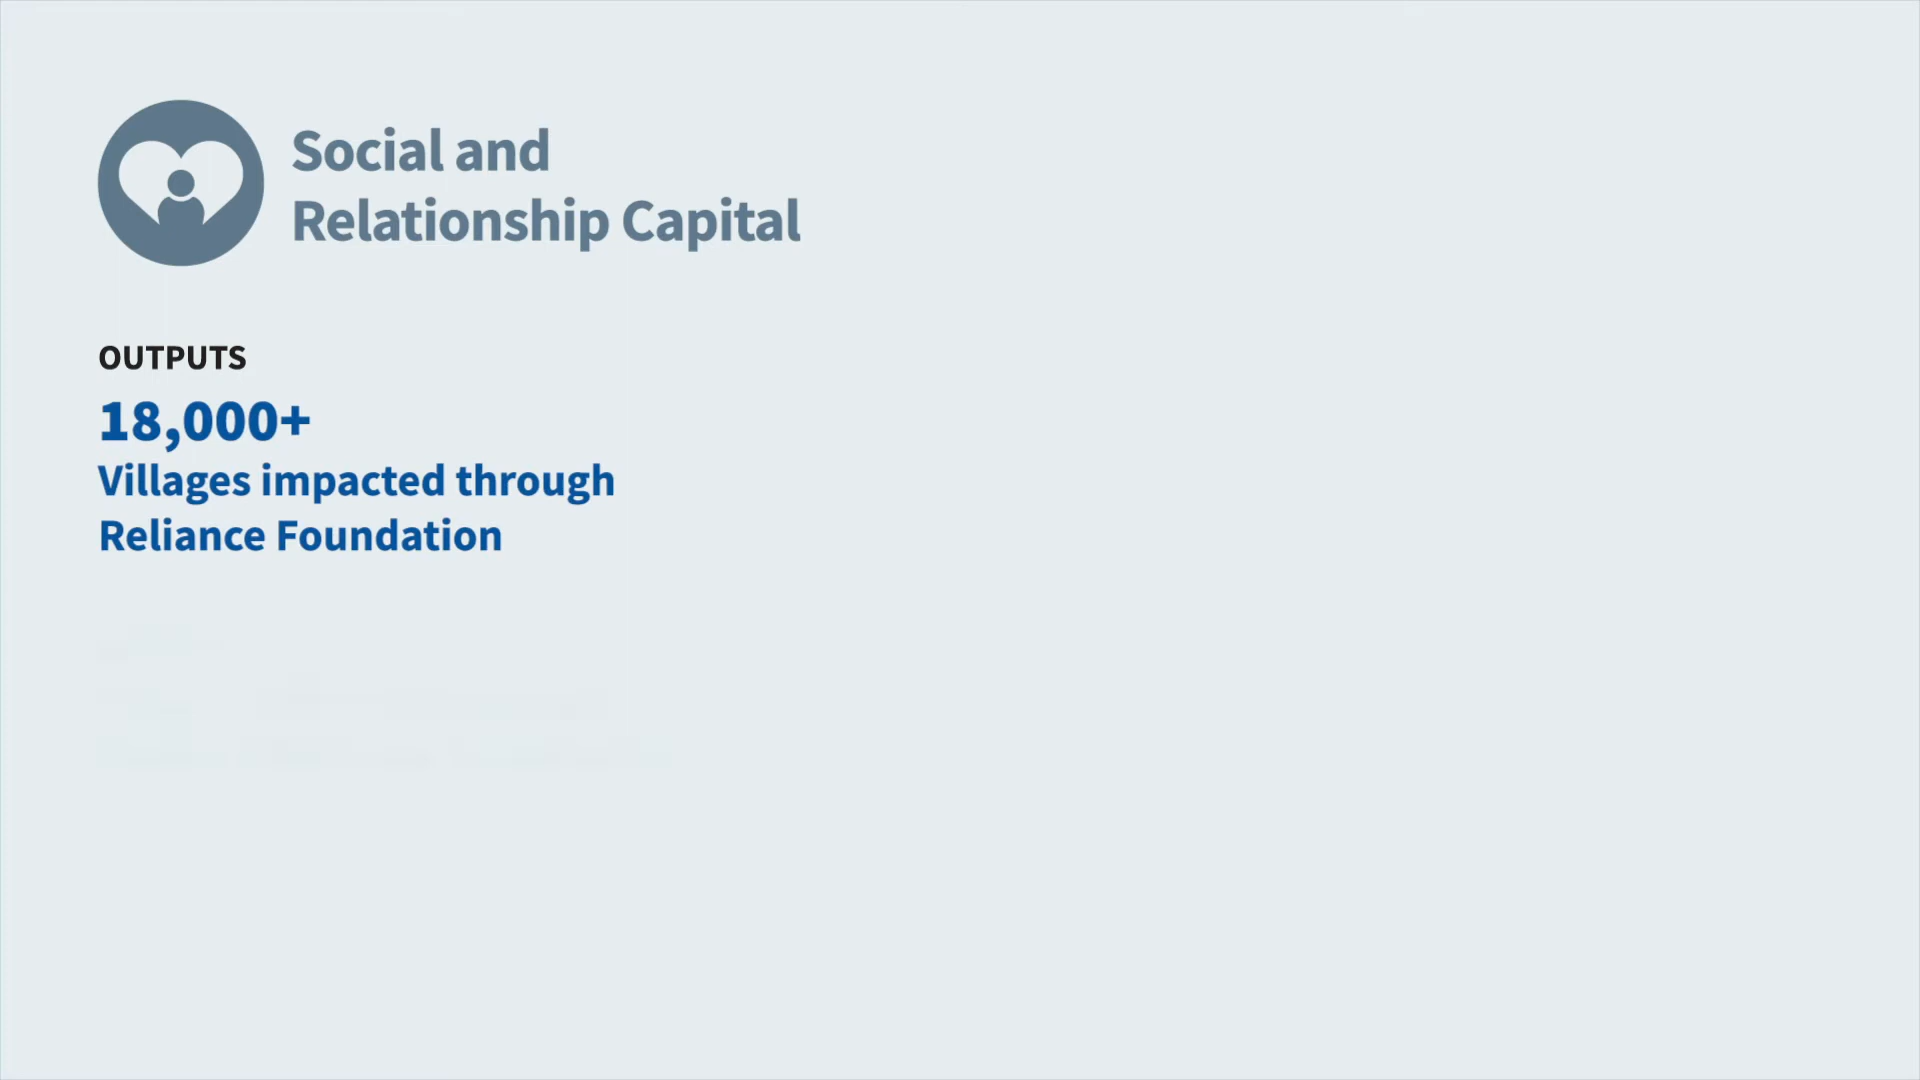 Social and
Relationship Capital
OUTPUTS
18,000+
Villages impacted through
Reliance Foundation